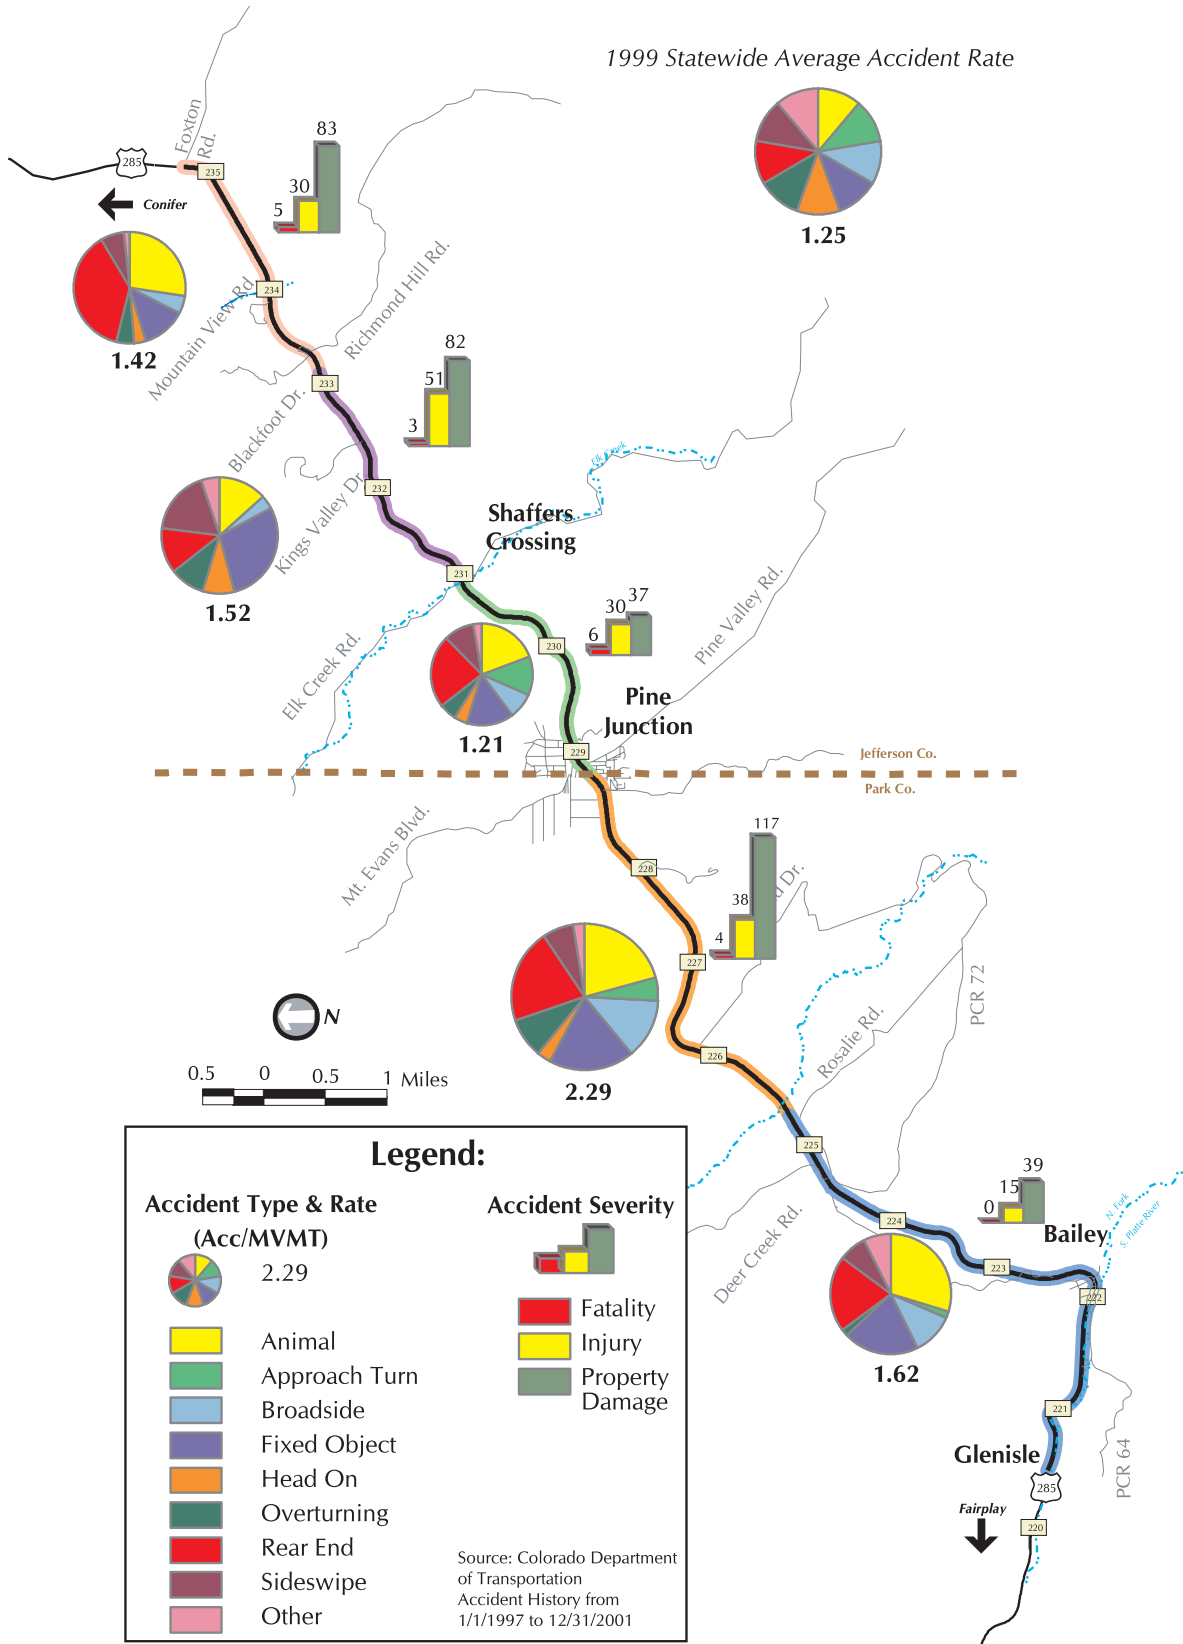 1999 Statewide Average Accident Rate
1.25
Foxton
Rd.
285
235
Conifer
83
30
5
1.42
234
Mountain View Rd.
Richmond Hill Rd.
233
82
51
3
Blackfoot Dr.
232
Kings Valley Dr.
1.52
Elk Creek
Shaffers
Crossing
231
Elk Creek Rd.
230
37
30
6
Pine Valley Rd.
1.21
Pine
Junction
229
Jefferson Co.
Park Co.
Mt. Evans Blvd.
228
117
38
4
Dr.
227
2.29
226
PCR 72
Rosalie Rd.
N
0.5 0 0.5 1 Miles
225
Deer Creek Rd.
224
39
15
0
Bailey
N. Fork
S. Platte River
223
222
1.62
221
Glenisle
PCR 64
285
Fairplay
220
Legend:
Accident Type & Rate
(Acc/MVMT)
2.29
Animal
Approach Turn
Broadside
Fixed Object
Head On
Overturning
Rear End
Sideswipe
Other
Accident Severity
Fatality
Injury
Property
Damage
Source: Colorado Department
of Transportation
Accident History from
1/1/1997 to 12/31/2001